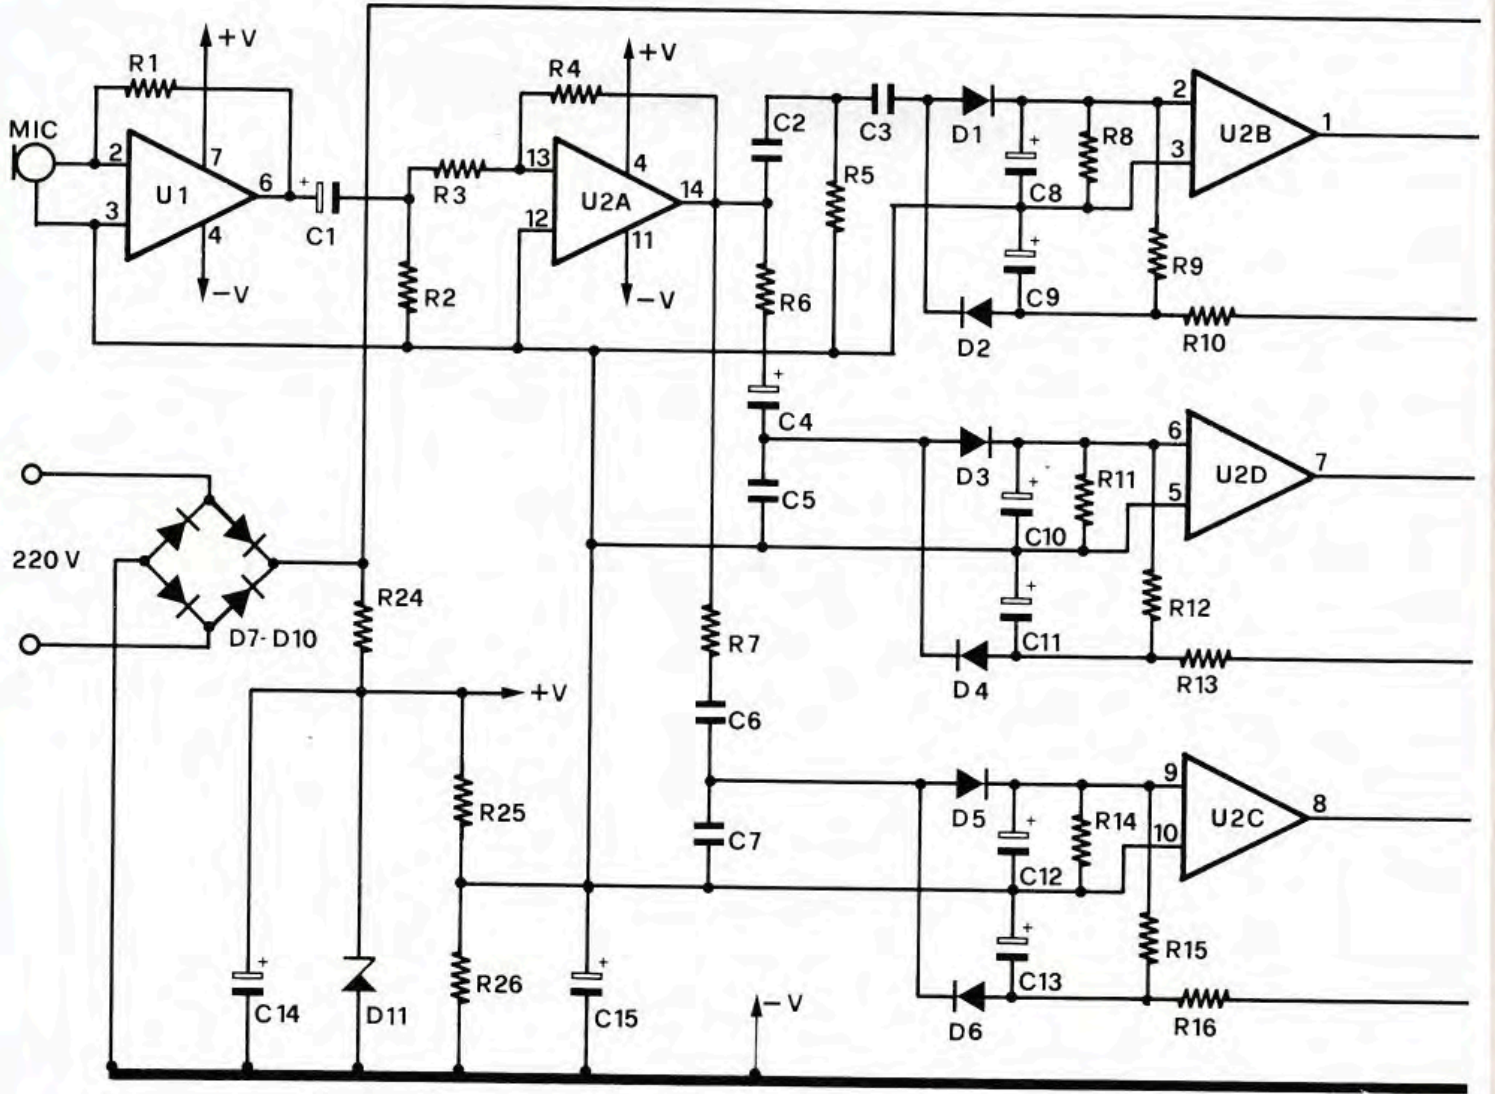 +V
R1
MIC
2
7
U1
6
+
3
4
C1
-V
R4
+V
R3
13
4
U2A
14
12
11
R2
-V
C2
C3
R5
R6
+
C4
C5
D1
+
C8
R8
2
3
U2B
1
+
C9
R9
D2
R10
D3
+
C10
R11
6
5
U2D
7
+
C11
R12
D4
R13
220 V
D7-D10
R24
+V
R7
C6
C7
R25
R26
+
C14
D11
+
C15
-V
D5
+
C12
R14
9
10
U2C
8
+
C13
R15
D6
R16